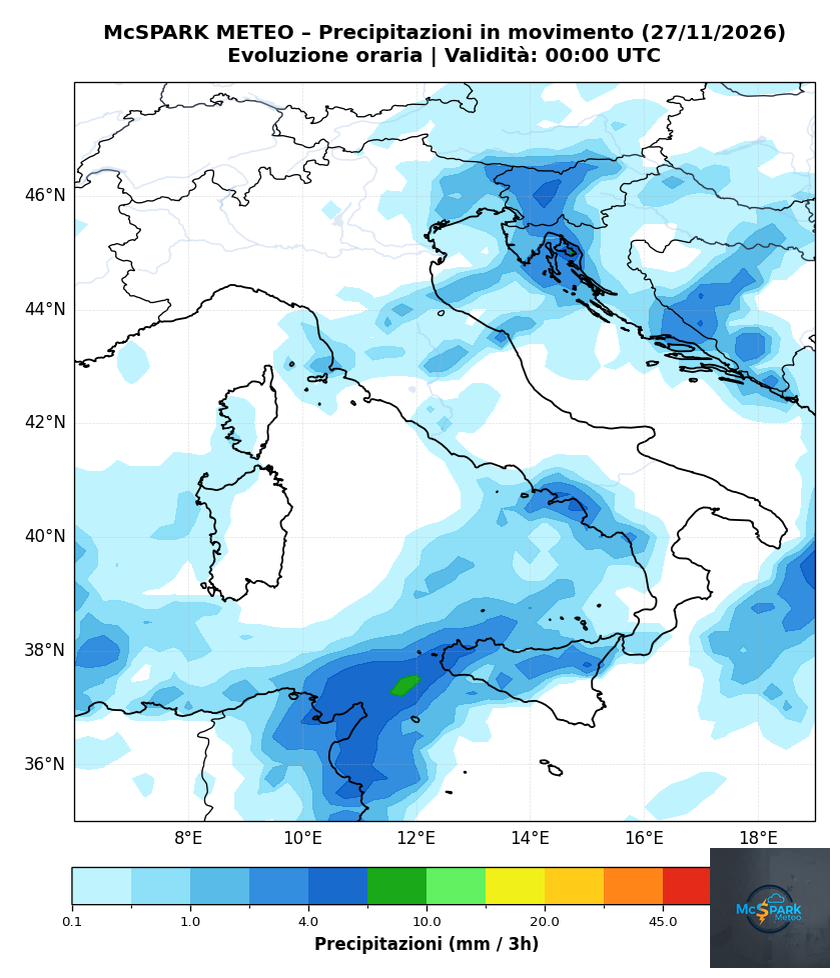 McSPARK METEO – Precipitazioni in movimento (27/11/2026)
Evoluzione oraria | Validità: 00:00 UTC
46°N
44°N
42°N
40°N
38°N
36°N
8°E 10°E 12°E 14°E 16°E 18°E
0.1 1.0 4.0 10.0 20.0 45.0
Precipitazioni (mm / 3h)
McSPARK
Meteo